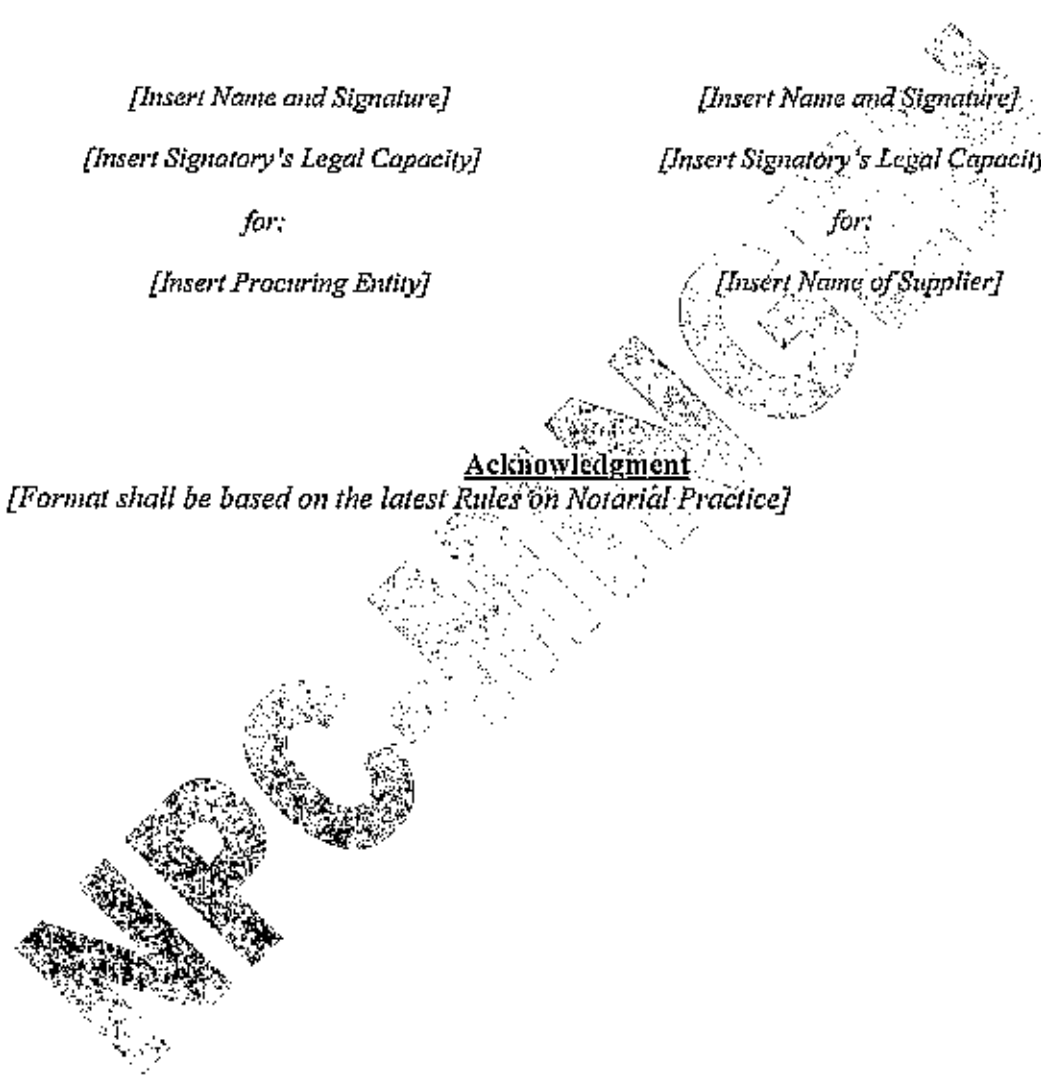 [Insert Name and Signature] [Insert Name and Signature]
[Insert Signatory's Legal Capacity] [Insert Signatory's Legal Capacity
for: for:
[Insert Procuring Entity] [Insert Name of Supplier]
Acknowledgment
[Format shall be based on the latest Rules on Notarial Practice]
NPC